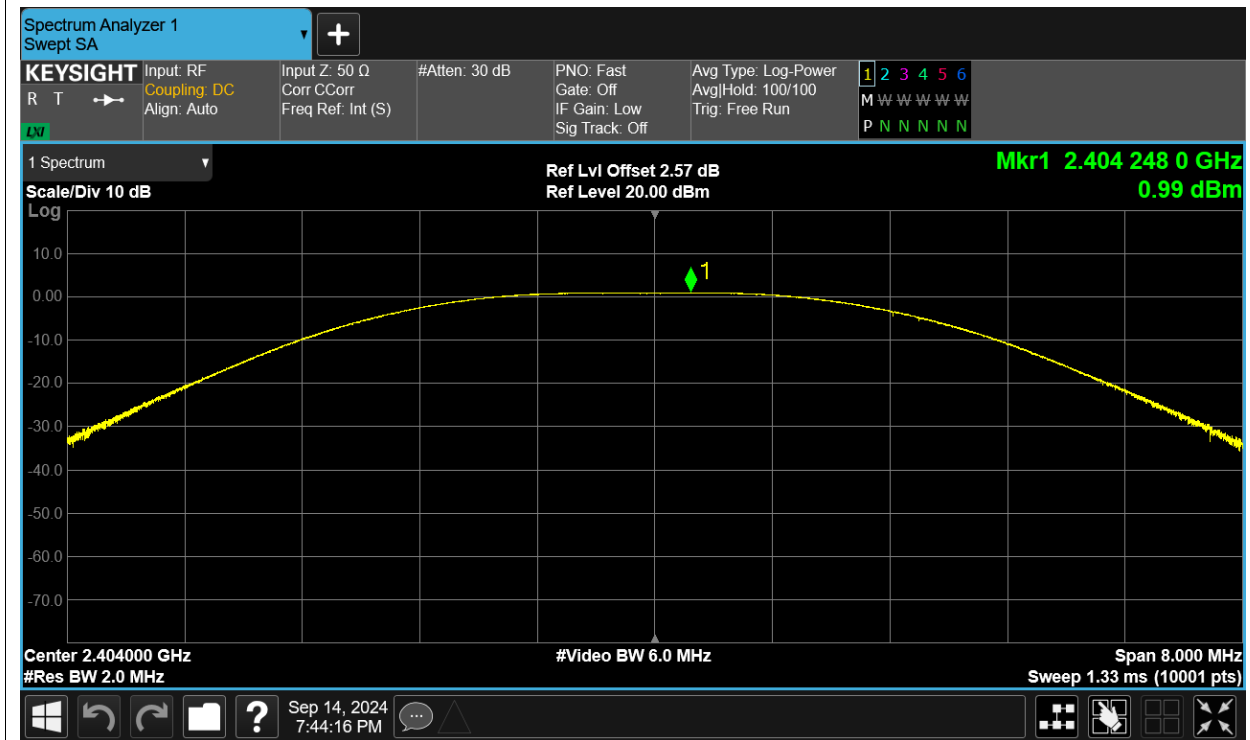 Spectrum Analyzer 1
Swept SA
+
KEYSIGHT
R T
LXI
Input: RF
Coupling: DC
Align: Auto
Input Z: 50 Ω
Corr CCorr
Freq Ref: Int (S)
#Atten: 30 dB
PNO: Fast
Gate: Off
IF Gain: Low
Sig Track: Off
Avg Type: Log-Power
Avg|Hold: 100/100
Trig: Free Run
1 2 3 4 5 6
M W W W W W
P N N N N N
1 Spectrum
Scale/Div 10 dB
Log
Ref Lvl Offset 2.57 dB
Ref Level 20.00 dBm
Mkr1 2.404 248 0 GHz
0.99 dBm
1
10.0
0.00
-10.0
-20.0
-30.0
-40.0
-50.0
-60.0
-70.0
Center 2.404000 GHz
#Res BW 2.0 MHz
#Video BW 6.0 MHz
Span 8.000 MHz
Sweep 1.33 ms (10001 pts)
?
Sep 14, 2024
7:44:16 PM